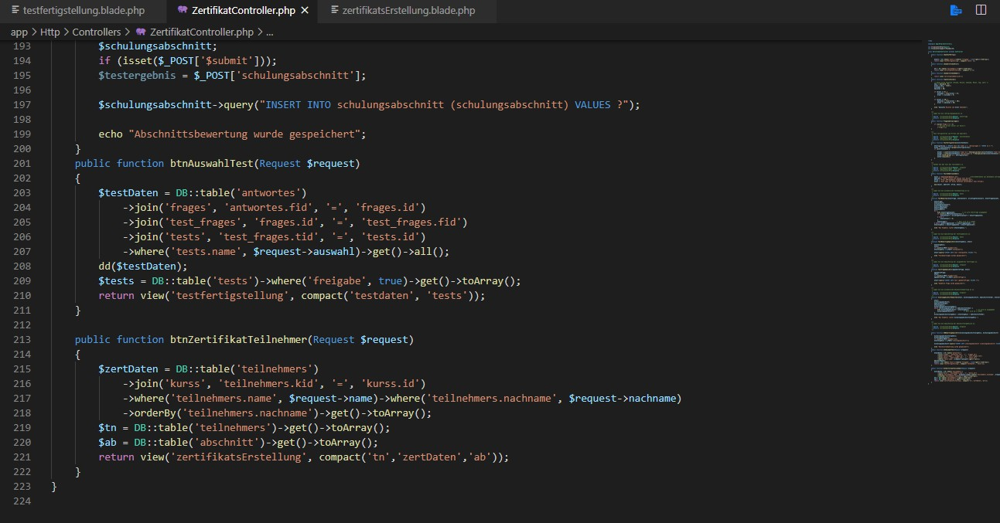 testfertigstellung.blade.php ZertifikatController.php zertifikatsErstellung.blade.php
app > Http > Controllers > ZertifikatController.php > ...
193 $schulungsabschnitt;
194 if (isset($_POST['$submit']));
195 $testergebnis = $_POST['schulungsabschnitt'];
196
197 $schulungsabschnitt->query("INSERT INTO schulungsabschnitt (schulungsabschnitt) VALUES ?");
198
199 echo "Abschnittsbewertung wurde gespeichert";
200 }
201 public function btnAuswahlTest(Request $request)
202 {
203 $testDaten = DB::table('antwortes')
204 ->join('frages', 'antwortes.fid', '=', 'frages.id')
205 ->join('test_frages', 'frages.id', '=', 'test_frages.fid')
206 ->join('tests', 'test_frages.tid', '=', 'tests.id')
207 ->where('tests.name', $request->auswahl)->get()->all();
208 dd($testDaten);
209 $tests = DB::table('tests')->where('freigabe', true)->get()->toArray();
210 return view('testfertigstellung', compact('testdaten', 'tests'));
211 }
212
213 public function btnZertifikatTeilnehmer(Request $request)
214 {
215 $zertDaten = DB::table('teilnehmers')
216 ->join('kurss', 'teilnehmers.kid', '=', 'kurss.id')
217 ->where('teilnehmers.name', $request->name)->where('teilnehmers.nachname', $request->nachname)
218 ->orderBy('teilnehmers.nachname')->get()->toArray();
219 $tn = DB::table('teilnehmers')->get()->toArray();
220 $ab = DB::table('abschnitt')->get()->toArray();
221 return view('zertifikatsErstellung', compact('tn','zertDaten','ab'));
222 }
223 }
224